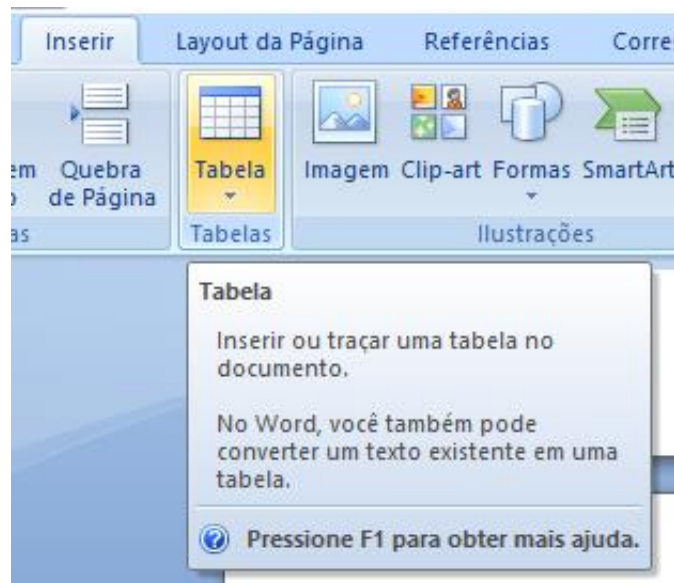 Inserir Layout da Página Referências Corre
em Quebra de Página Tabela Imagem Clip-art Formas SmartArt
Tabelas Ilustrações
Tabela
Inserir ou traçar uma tabela no
documento.
No Word, você também pode
converter um texto existente em uma
tabela.
Pressione F1 para obter mais ajuda.